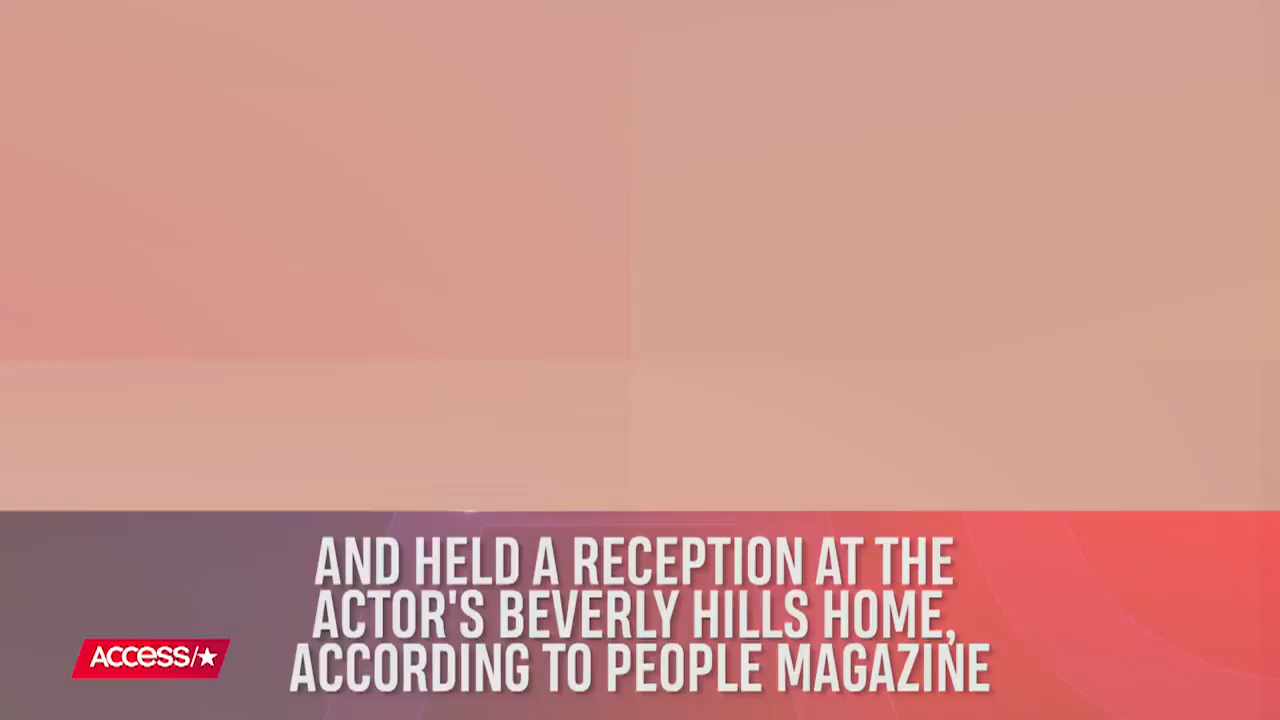 AND HELD A RECEPTION AT THE
ACTOR'S BEVERLY HILLS HOME,
ACCORDING TO PEOPLE MAGAZINE
ACCESS/★